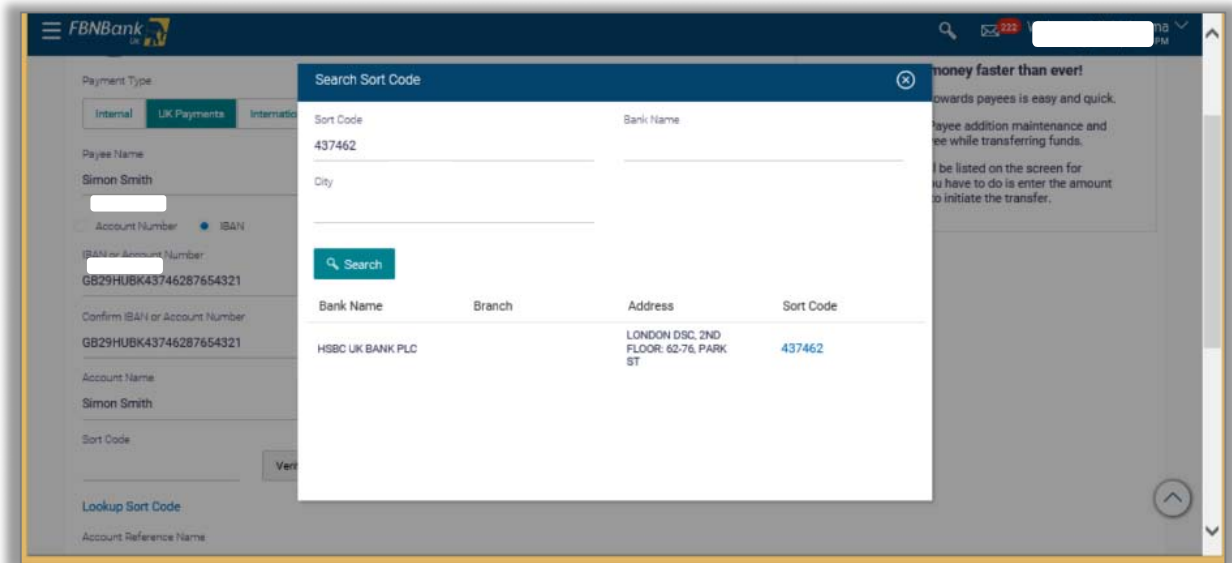 FBNBank
UK
222
na
PM
Payment Type
Internal UK Payments Internatio
Payee Name
Simon Smith
Account Number IBAN
IBAN or Account Number
GB29HUBK43746287654321
Confirm IBAN or Account Number
GB29HUBK43746287654321
Account Name
Simon Smith
Sort Code
Veri
Lookup Sort Code
Account Reference Name
Search Sort Code
Sort Code Bank Name
437462
City
Search
Bank Name Branch Address Sort Code
HSBC UK BANK PLC LONDON DSC, 2ND FLOOR: 62-76, PARK ST 437462
money faster than ever!
owards payees is easy and quick.
Payee addition maintenance and
ee while transferring funds.
l be listed on the screen for
u have to do is enter the amount
o initiate the transfer.